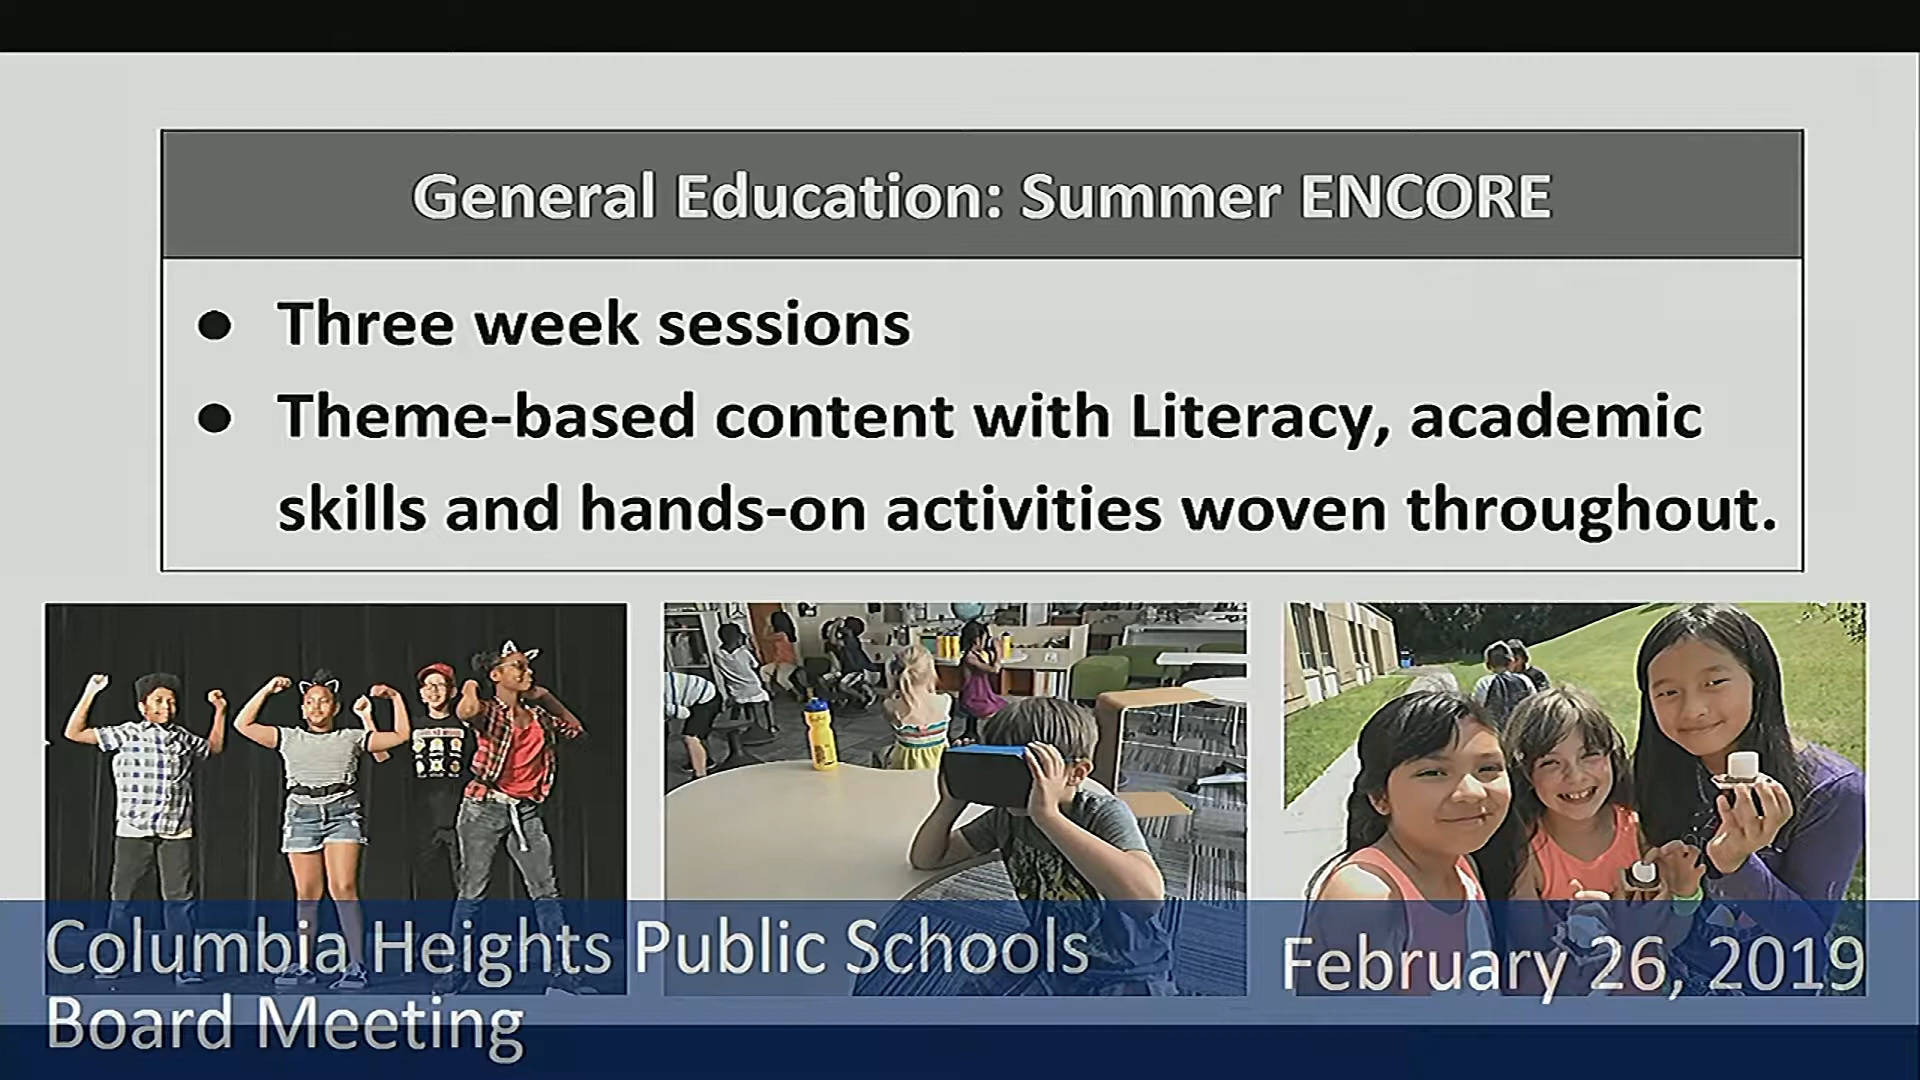 General Education: Summer ENCORE
● Three week sessions
● Theme-based content with Literacy, academic
skills and hands-on activities woven throughout.
Columbia Heights Public Schools
Board Meeting
February 26, 2019